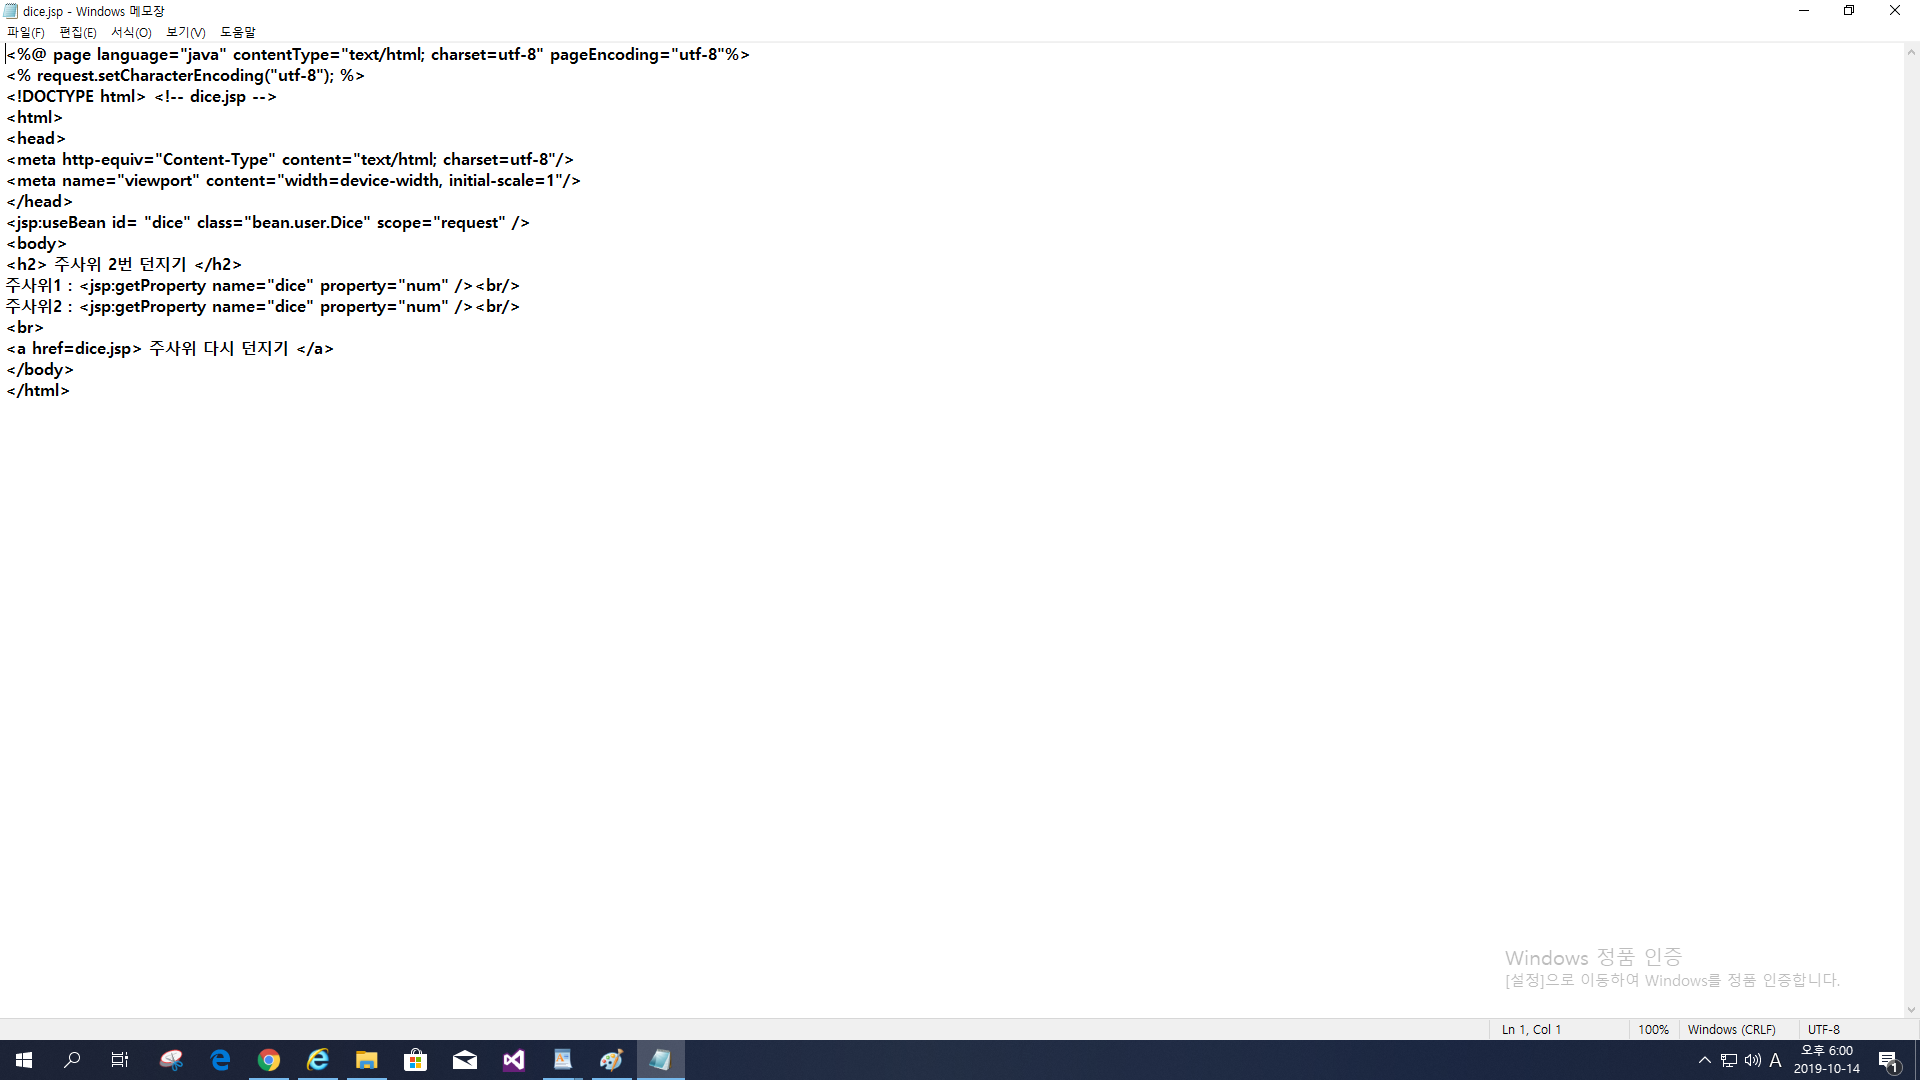 dice.jsp - Windows 메모장
파일(F) 편집(E) 서식(O) 보기(V) 도움말
<%@ page language="java" contentType="text/html; charset=utf-8" pageEncoding="utf-8"%>
<% request.setCharacterEncoding("utf-8"); %>
<!DOCTYPE html> <!-- dice.jsp -->
<html>
<head>
<meta http-equiv="Content-Type" content="text/html; charset=utf-8"/>
<meta name="viewport" content="width=device-width, initial-scale=1"/>
</head>
<jsp:useBean id= "dice" class="bean.user.Dice" scope="request" />
<body>
<h2> 주사위 2번 던지기 </h2>
주사위1 : <jsp:getProperty name="dice" property="num" /><br/>
주사위2 : <jsp:getProperty name="dice" property="num" /><br/>
<br>
<a href=dice.jsp> 주사위 다시 던지기 </a>
</body>
</html>
Windows 정품 인증
[설정]으로 이동하여 Windows를 정품 인증합니다.
Ln 1, Col 1 100% Windows (CRLF) UTF-8
A 오후 6:00
2019-10-14
1